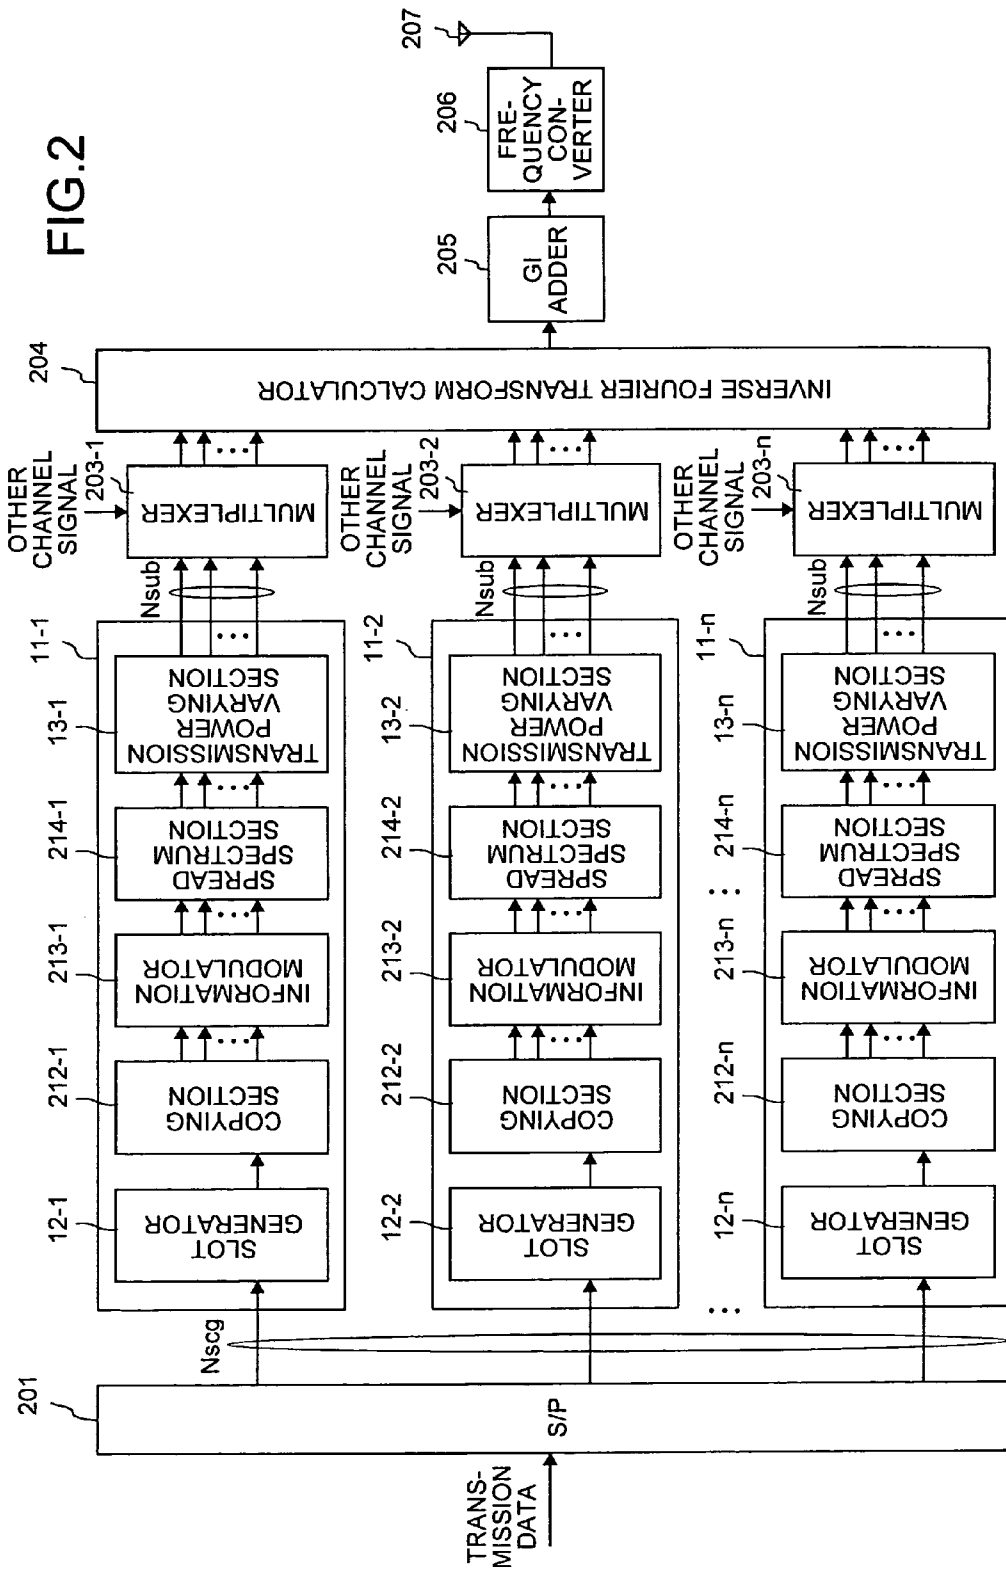 FIG.2
TRANS-
MISSION
DATA
201
S/P
Nscg
11-1
12-1
SLOT
GENERATOR
212-1
COPYING
SECTION
213-1
INFORMATION
MODULATOR
214-1
SPREAD
SPECTRUM
SECTION
13-1
TRANSMISSION
POWER
VARYING
SECTION
Nsub
OTHER
CHANNEL
SIGNAL
203-1
MULTIPLEXER
11-2
12-2
SLOT
GENERATOR
212-2
COPYING
SECTION
213-2
INFORMATION
MODULATOR
214-2
SPREAD
SPECTRUM
SECTION
13-2
TRANSMISSION
POWER
VARYING
SECTION
Nsub
OTHER
CHANNEL
SIGNAL
203-2
MULTIPLEXER
11-n
12-n
SLOT
GENERATOR
212-n
COPYING
SECTION
213-n
INFORMATION
MODULATOR
214-n
SPREAD
SPECTRUM
SECTION
13-n
TRANSMISSION
POWER
VARYING
SECTION
Nsub
OTHER
CHANNEL
SIGNAL
203-n
MULTIPLEXER
204
INVERSE FOURIER TRANSFORM CALCULATOR
205
GI
ADDER
206
FRE-
QUENCY
CON-
VERTER
207